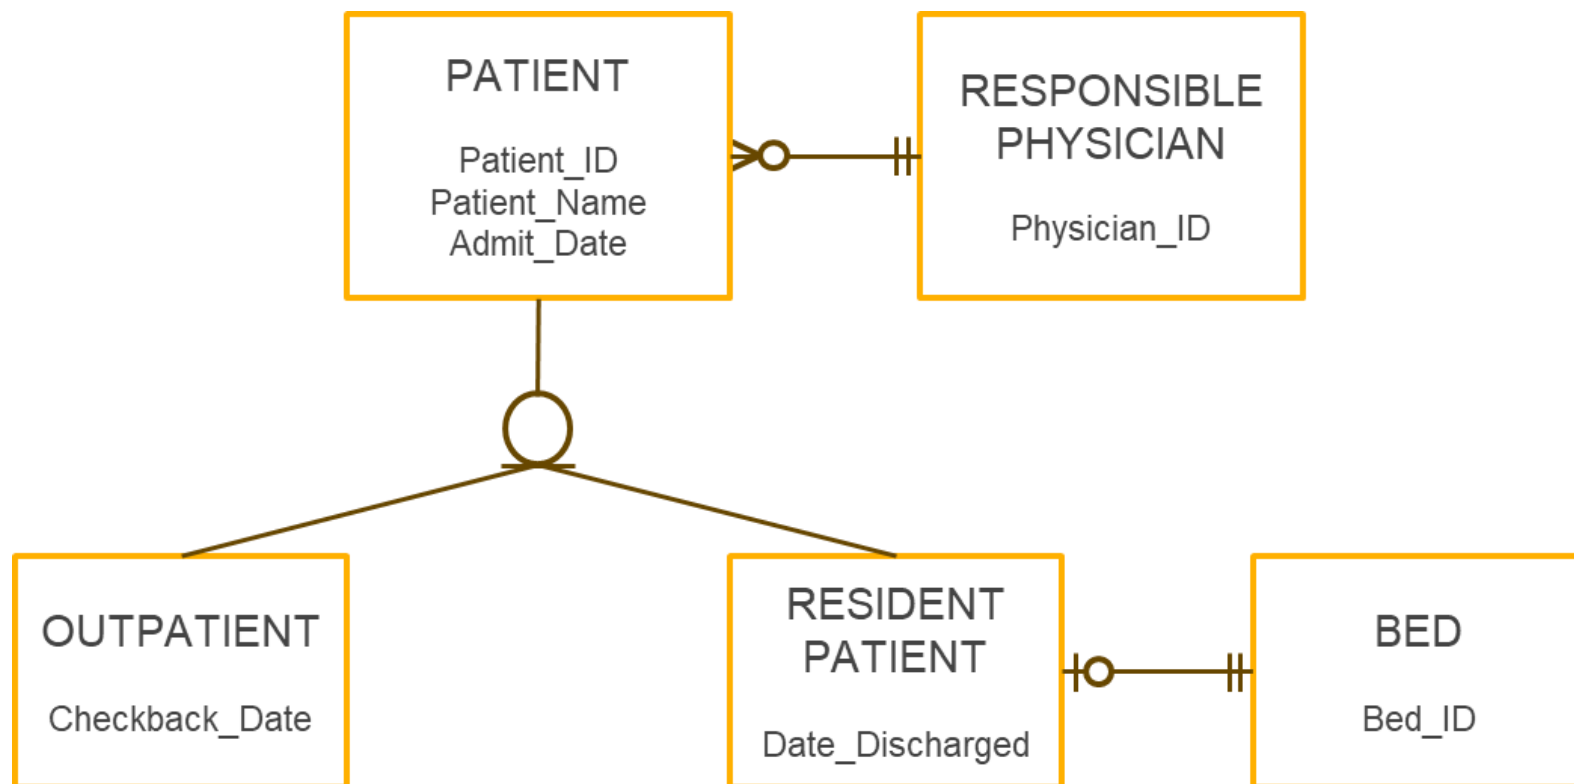 PATIENT
Patient_ID
Patient_Name
Admit_Date
RESPONSIBLE
PHYSICIAN
Physician_ID
OUTPATIENT
Checkback_Date
RESIDENT
PATIENT
Date_Discharged
BED
Bed_ID